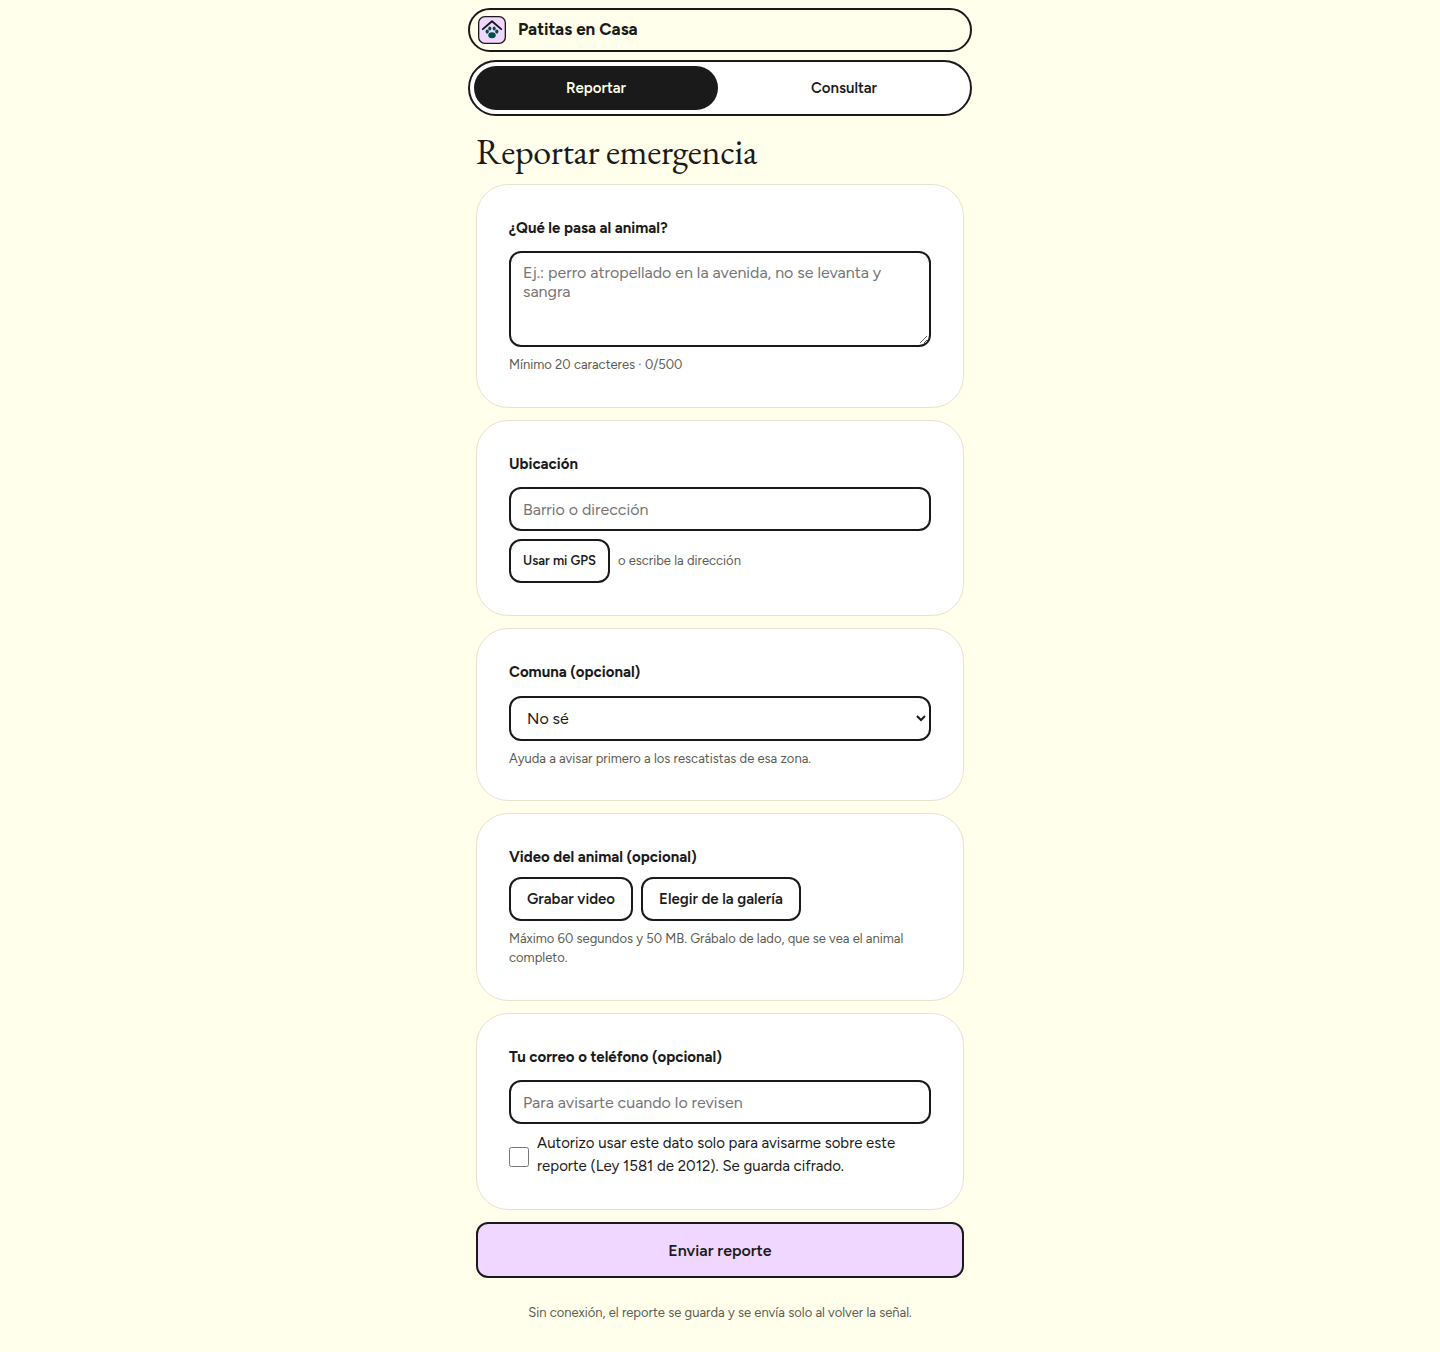 Patitas en Casa
Reportar
Consultar
Reportar emergencia
¿Qué le pasa al animal?
Ej.: perro atropellado en la avenida, no se levanta y
sangra
Mínimo 20 caracteres · 0/500
Ubicación
Barrio o dirección
Usar mi GPS
o escribe la dirección
Comuna (opcional)
No sé
Ayuda a avisar primero a los rescatistas de esa zona.
Video del animal (opcional)
Grabar video
Elegir de la galería
Máximo 60 segundos y 50 MB. Grábalo de lado, que se vea el animal
completo.
Tu correo o teléfono (opcional)
Para avisarte cuando lo revisen
Autorizo usar este dato solo para avisarme sobre este
reporte (Ley 1581 de 2012). Se guarda cifrado.
Enviar reporte
Sin conexión, el reporte se guarda y se envía solo al volver la señal.